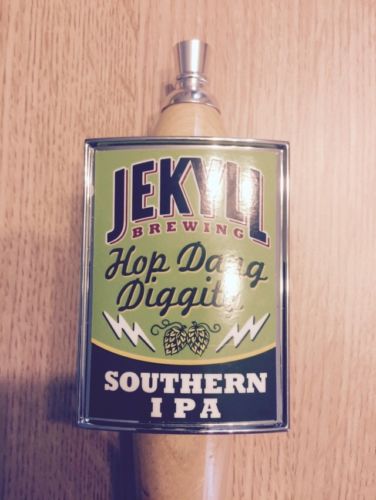 JEKYLL
BREWING
Hop Dang
Diggity
SOUTHERN
IPA